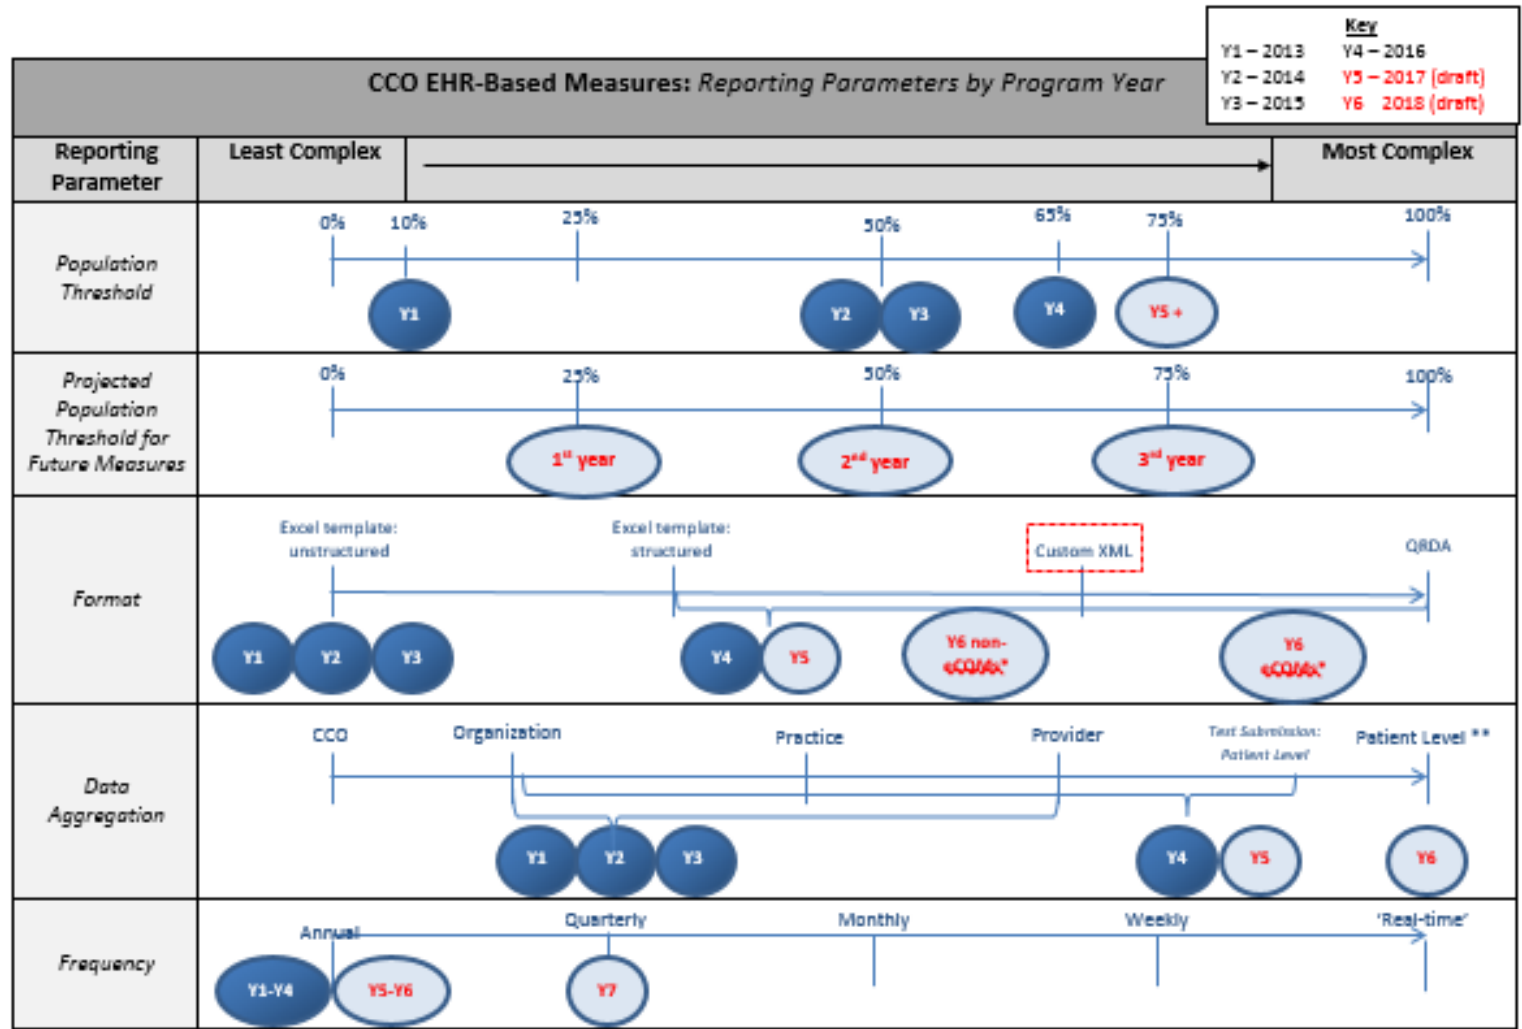 Key
Y1 – 2013 Y4 – 2016
Y2 – 2014 Y5 – 2017 (draft)
Y3 – 2015 Y6 2018 (draft)
CCO EHR-Based Measures: Reporting Parameters by Program Year
Reporting
Parameter
Least Complex
Most Complex
Population
Threshold
0% 10% 25% 50% 65% 75% 100%
Y1 Y2 Y3 Y4 Y5 +
Projected
Population
Threshold for
Future Measures
0% 25% 50% 75% 100%
1st year 2nd year 3rd year
Format
Excel template:
unstructured
Excel template:
structured
Custom XML
QRDA
Y1 Y2 Y3 Y4 Y5
Y6 non-
eCQMs*
Y6
eCQMs*
Data
Aggregation
CCO Organization Practice Provider
Test Submission:
Patient Level
Patient Level **
Y1 Y2 Y3 Y4 Y5 Y6
Frequency
Annual Quarterly Monthly Weekly 'Real-time'
Y1-Y4 Y5-Y6 Y7